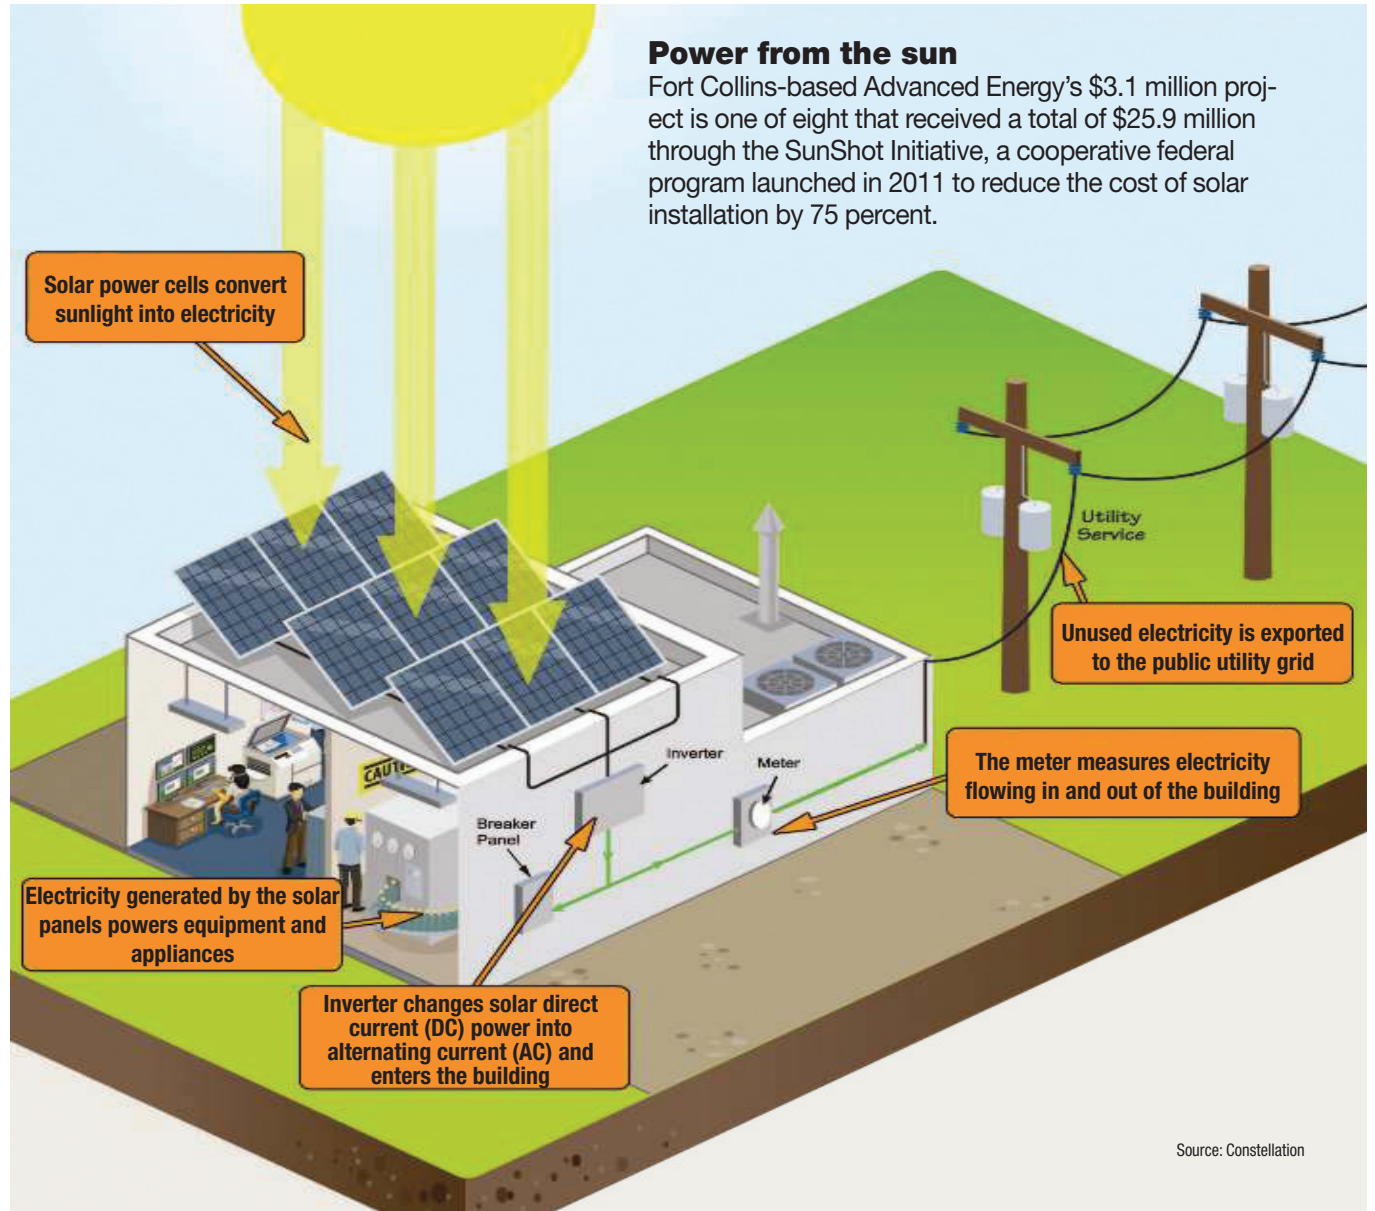 Power from the sun
Fort Collins-based Advanced Energy's $3.1 million proj-
ect is one of eight that received a total of $25.9 million
through the SunShot Initiative, a cooperative federal
program launched in 2011 to reduce the cost of solar
installation by 75 percent.
Solar power cells convert
sunlight into electricity
Utility
Service
Unused electricity is exported
to the public utility grid
The meter measures electricity
flowing in and out of the building
Inverter
Meter
CAUTI
Breaker
Panel
Electricity generated by the solar
panels powers equipment and
appliances
Inverter changes solar direct
current (DC) power into
alternating current (AC) and
enters the building
Source: Constellation